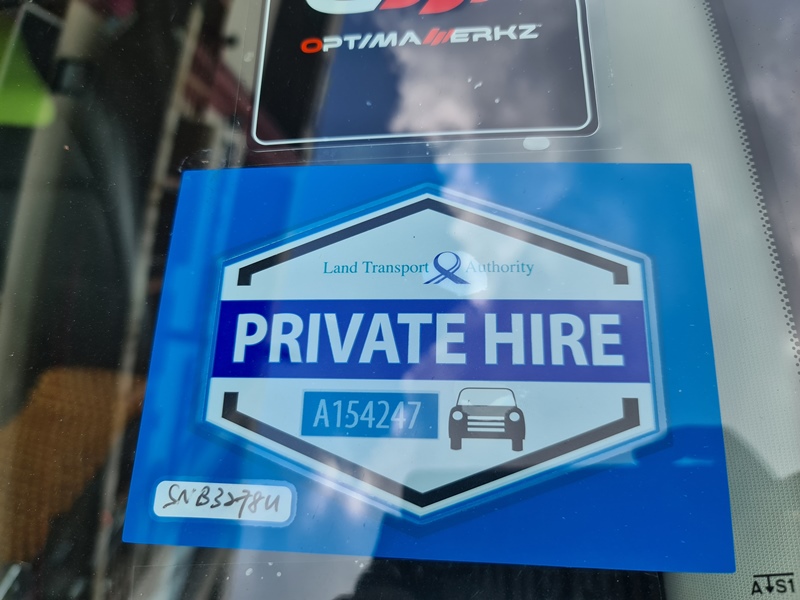 OPTIMAWERKZ
Land Transport Authority
PRIVATE HIRE
A154247
SNB3278U
A↓S1